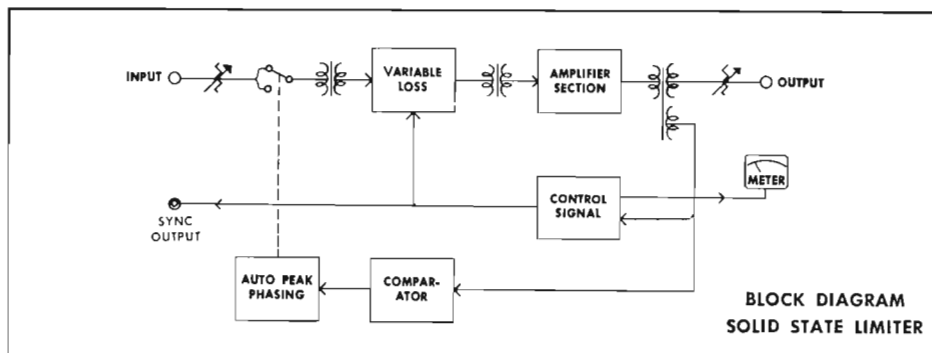 INPUT
VARIABLE
LOSS
AMPLIFIER
SECTION
OUTPUT
METER
CONTROL
SIGNAL
SYNC
OUTPUT
AUTO PEAK
PHASING
COMPAR-
ATOR
BLOCK DIAGRAM
SOLID STATE LIMITER